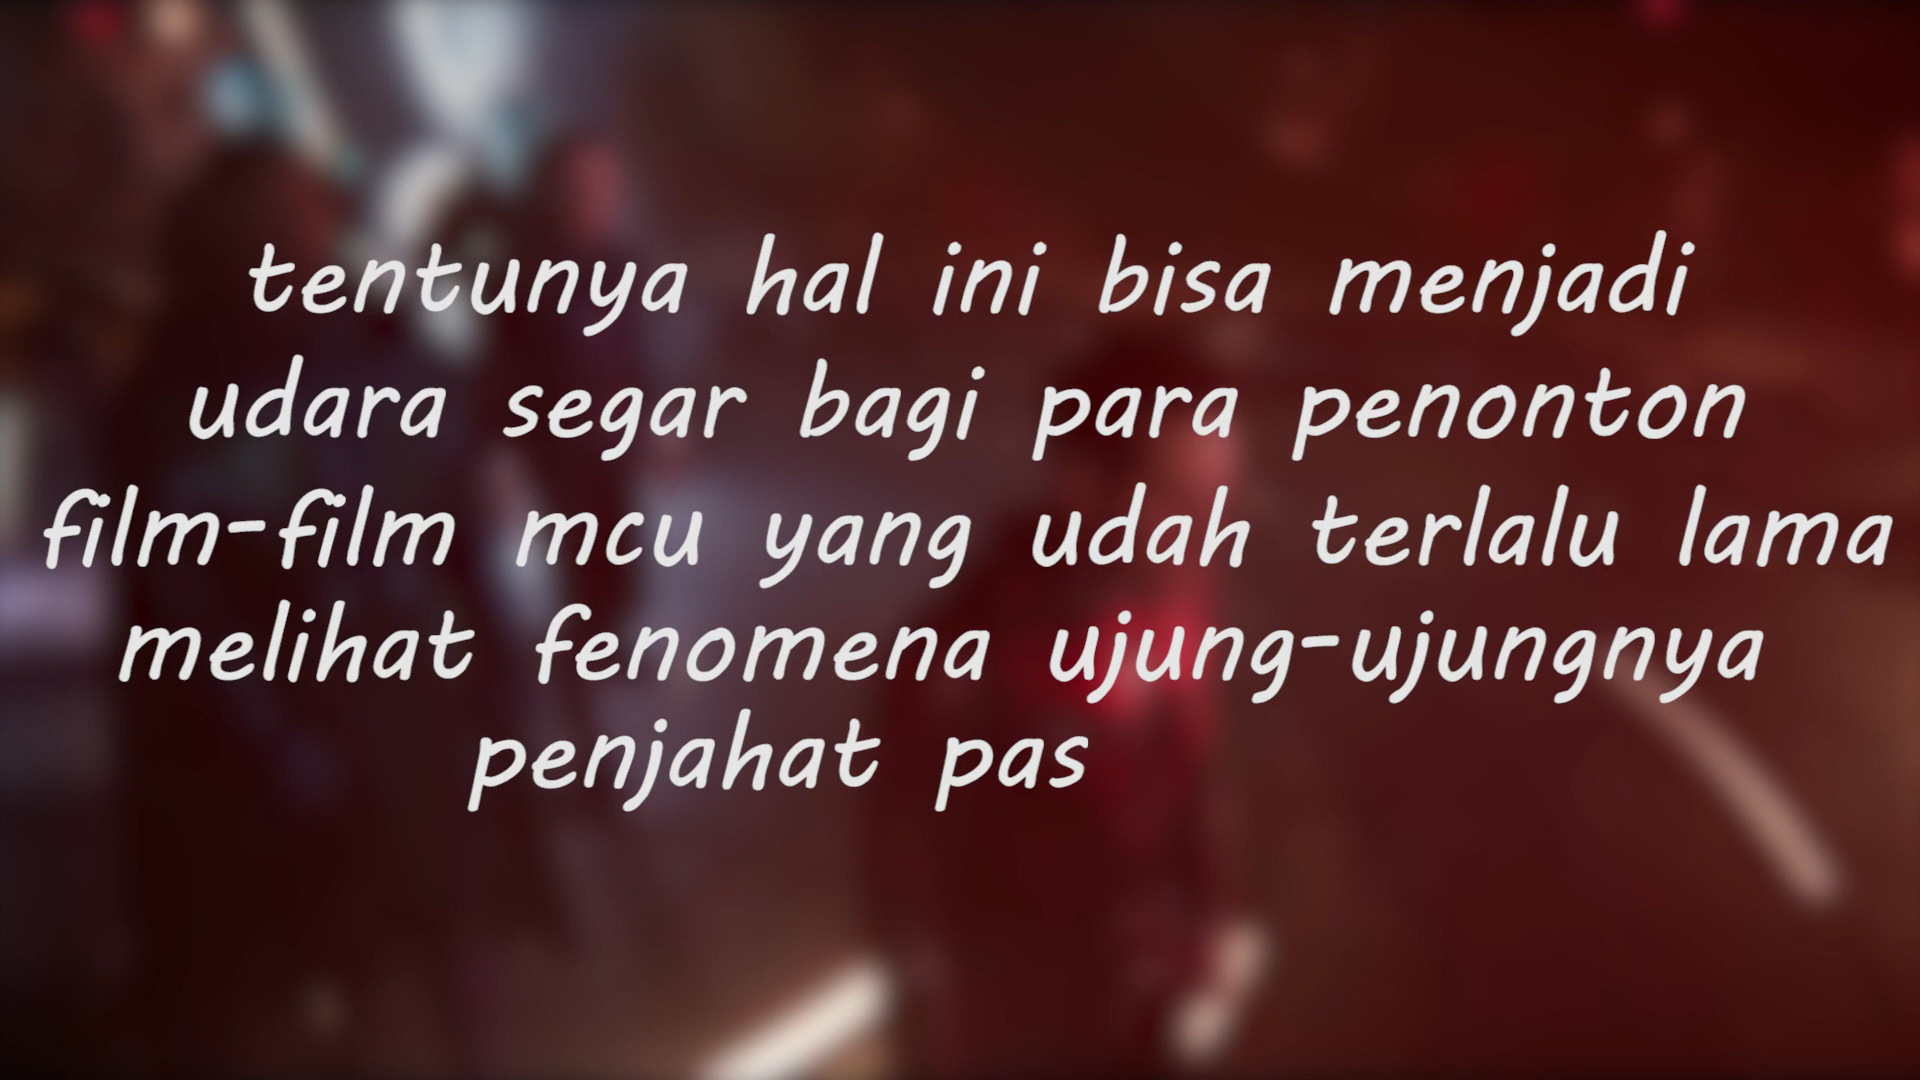 tentunya hal ini bisa menjadi
udara segar bagi para penonton
film-film mcu yang udah terlalu lama
melihat fenomena ujung-ujungnya
penjahat pas